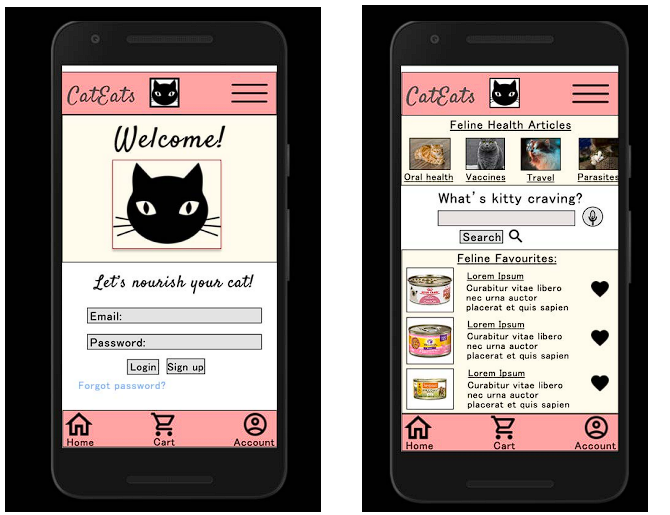 CatEats
Welcome!
Let's nourish your cat!
Email:
Password:
Login Sign up
Forgot password?
Home Cart Account
CatEats
Feline Health Articles
Oral health Vaccines Travel Parasites
What's kitty craving?
Search
Feline Favourites:
Lorem Ipsum
Curabitur vitae libero
nec urna auctor
placerat et quis sapien
Lorem Ipsum
Curabitur vitae libero
nec urna auctor
placerat et quis sapien
Lorem Ipsum
Curabitur vitae libero
nec urna auctor
placerat et quis sapien
Home Cart Account